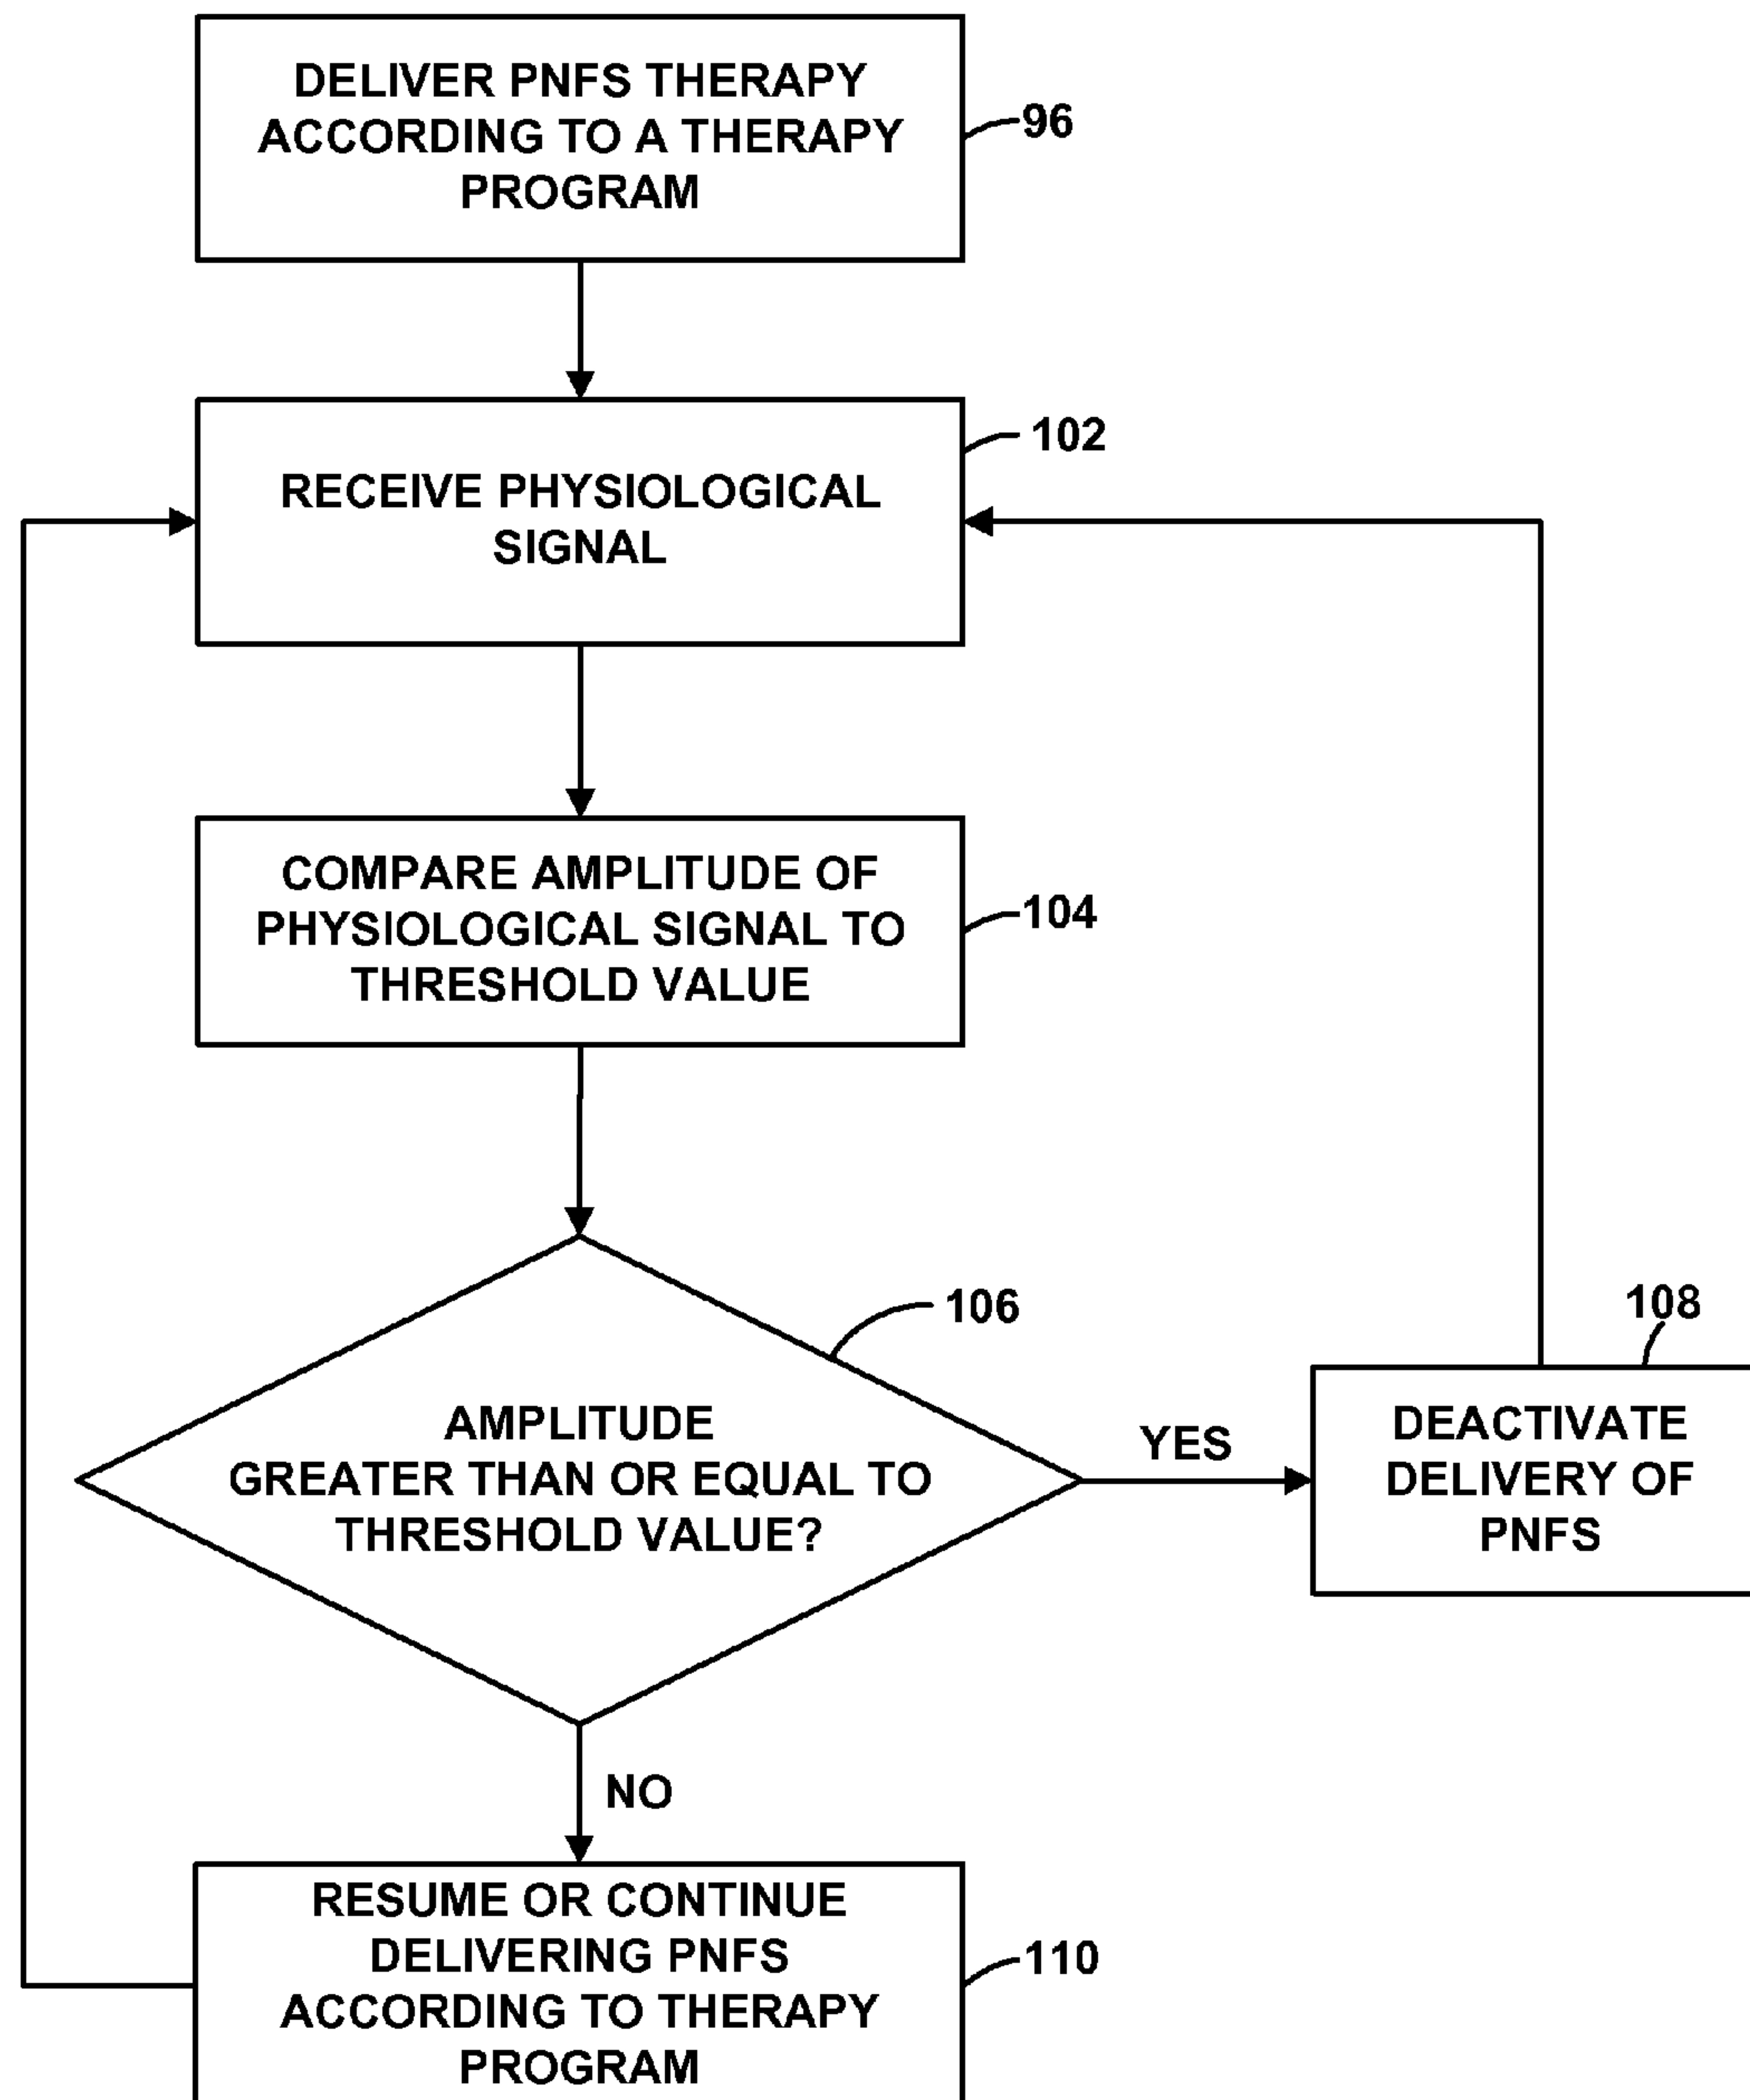 DELIVER PNFS THERAPY
ACCORDING TO A THERAPY
PROGRAM
96
RECEIVE PHYSIOLOGICAL
SIGNAL
102
COMPARE AMPLITUDE OF
PHYSIOLOGICAL SIGNAL TO
THRESHOLD VALUE
104
AMPLITUDE
GREATER THAN OR EQUAL TO
THRESHOLD VALUE?
106
YES
108
DEACTIVATE
DELIVERY OF
PNFS
NO
RESUME OR CONTINUE
DELIVERING PNFS
ACCORDING TO THERAPY
PROGRAM
110